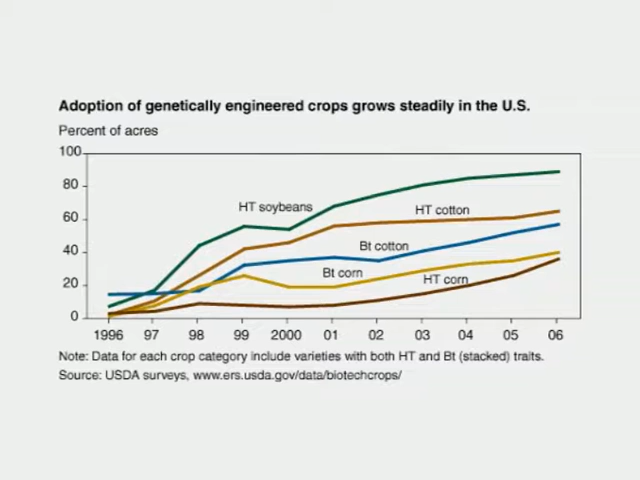 Adoption of genetically engineered crops grows steadily in the U.S.
Percent of acres
100
80
60
40
20
0
HT soybeans
HT cotton
Bt cotton
Bt corn
HT corn
1996 97 98 99 2000 01 02 03 04 05 06
Note: Data for each crop category include varieties with both HT and Bt (stacked) traits.
Source: USDA surveys, www.ers.usda.gov/data/biotechcrops/